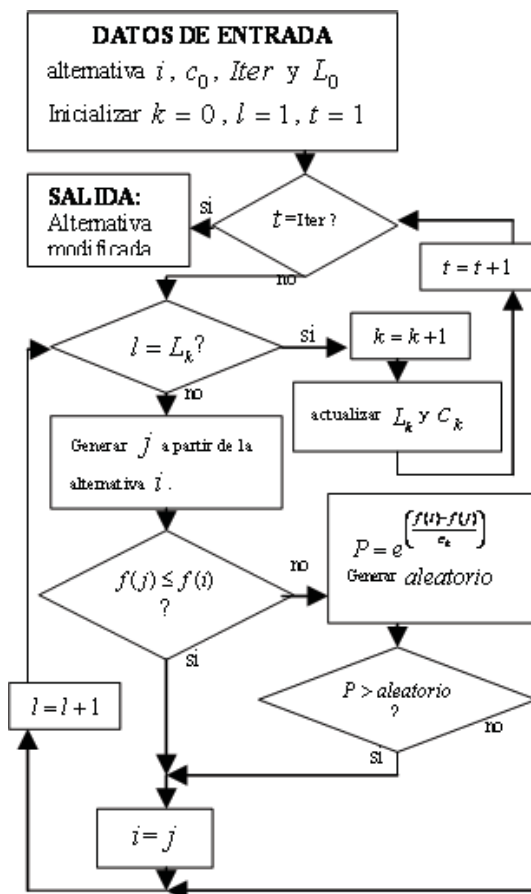 DATOS DE ENTRADA
alternativa i, c₀, Iter y L₀
Inicializar k = 0, l = 1, t = 1
SALIDA:
Alternativa
modificada
si
t=Iter?
no
t = t+1
l = Lₖ?
si
k = k+1
no
actualizar Lₖ y Cₖ
Generar j a partir de la
alternativa i.
P = e^((f(i)-f(j))/cₖ)
Generar aleatorio
f(j) ≤ f(i)
?
no
si
P > aleatorio
?
no
si
l = l+1
i = j